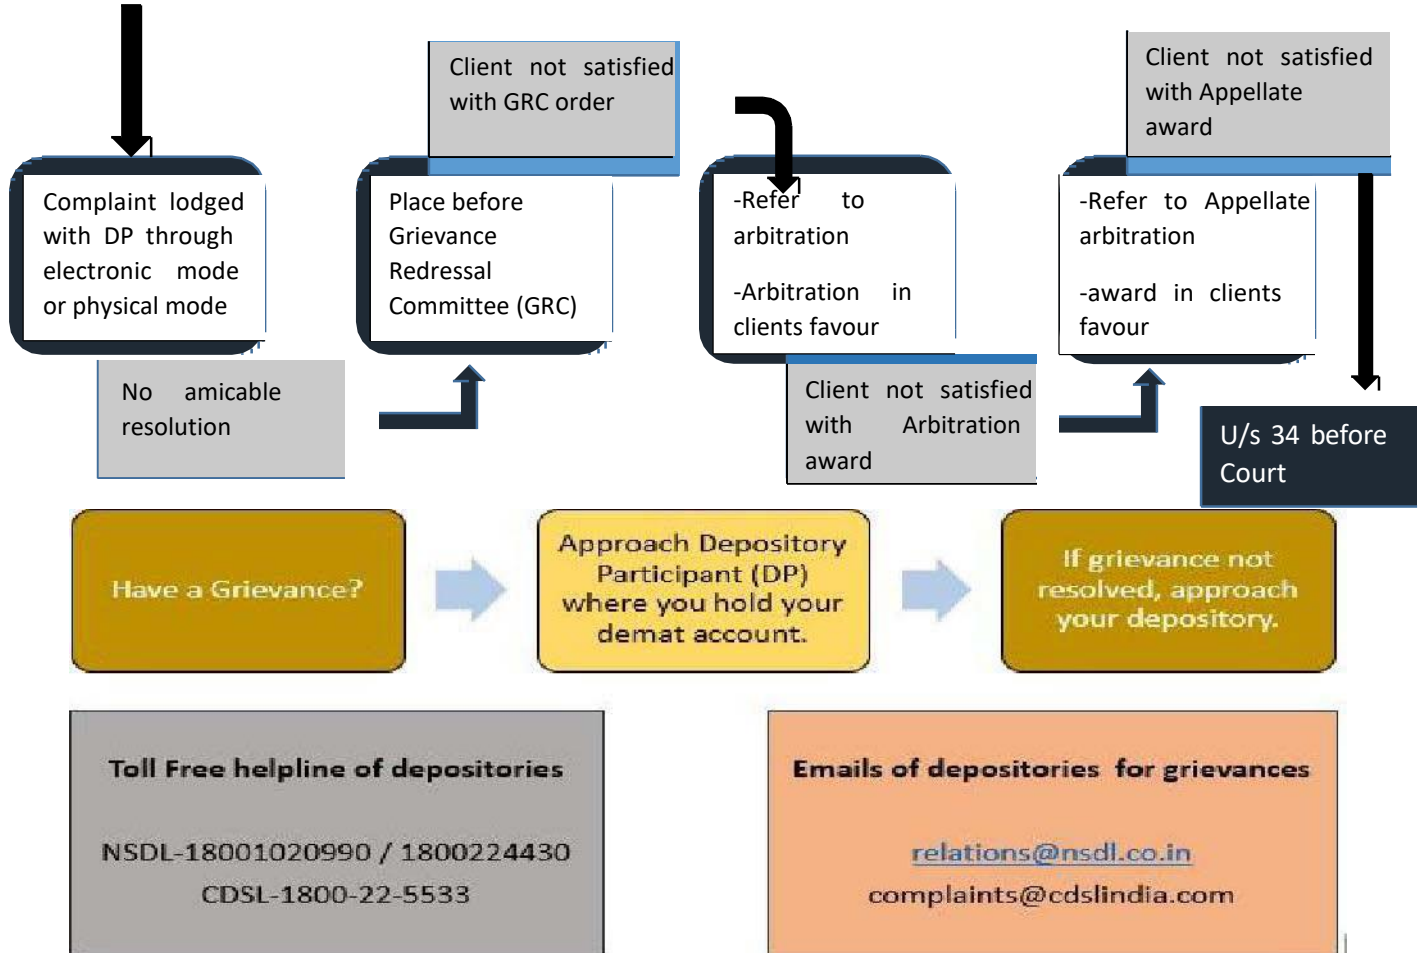 Client not satisfied
with GRC order
Client not satisfied
with Appellate
award
Complaint lodged
with DP through
electronic mode
or physical mode
Place before
Grievance
Redressal
Committee (GRC)
-Refer to
arbitration
-Arbitration in
clients favour
-Refer to Appellate
arbitration
-award in clients
favour
No amicable
resolution
Client not satisfied
with Arbitration
award
U/s 34 before
Court
Have a Grievance?
Approach Depository
Participant (DP)
where you hold your
demat account.
If grievance not
resolved, approach
your depository.
Toll Free helpline of depositories
NSDL-18001020990 / 1800224430
CDSL-1800-22-5533
Emails of depositories for grievances
relations@nsdl.co.in
complaints@cdslindia.com